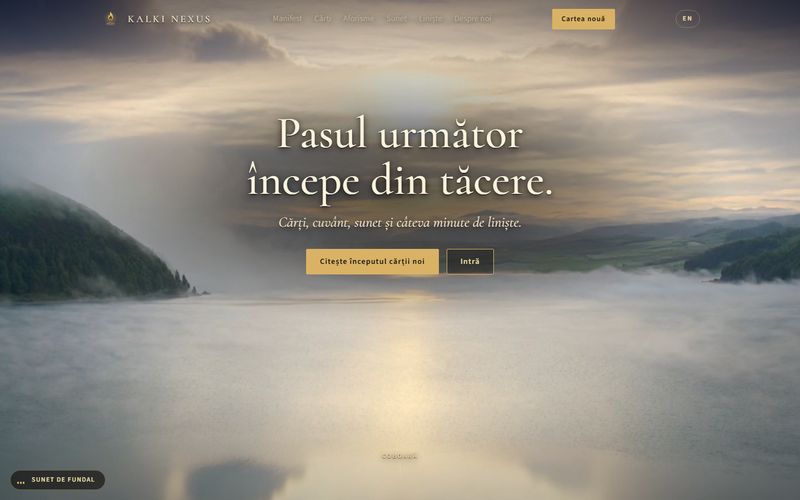 KALKI NEXUS
Manifest Cărți Aforisme Sunet Liniște Despre noi
Cartea nouă
EN
Pasul următor
începe din tăcere.
Cărți, cuvânt, sunet și câteva minute de liniște.
Citește începutul cărții noi
Intră
COBOARĂ
SUNET DE FUNDAL